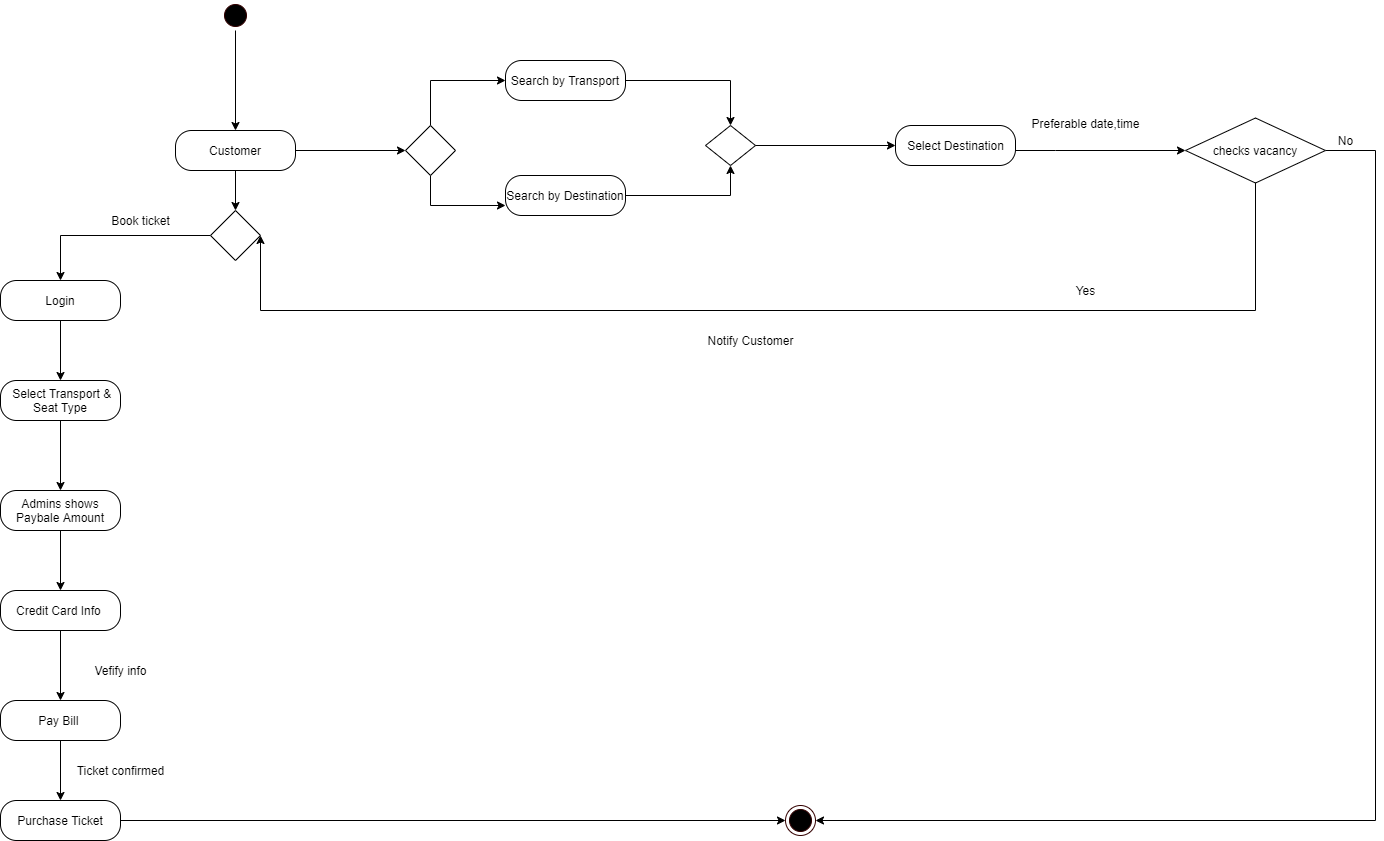 Search by Transport
Preferable date,time
No
Customer
Select Destination
checks vacancy
Search by Destination
Book ticket
Yes
Login
Notify Customer
Select Transport &
Seat Type
Admins shows
Paybale Amount
Credit Card Info
Vefify info
Pay Bill
Ticket confirmed
Purchase Ticket